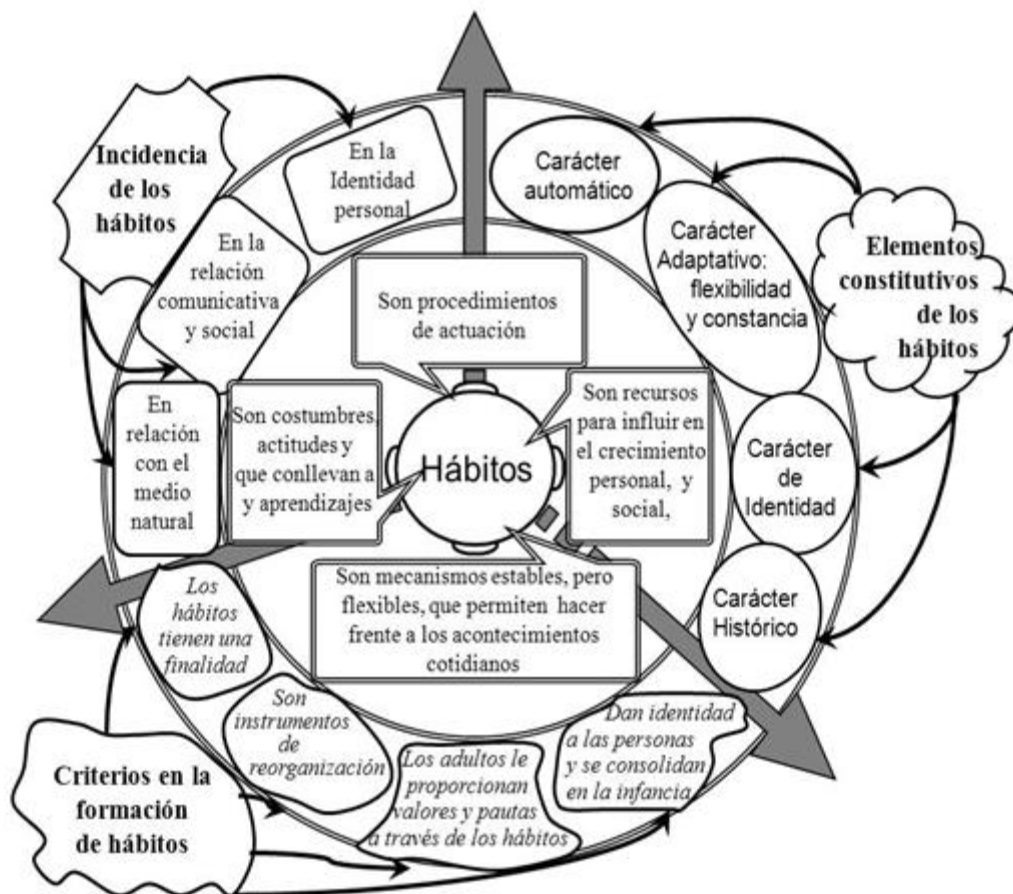 Incidencia
de los
hábitos
En la
Identidad
personal
En la
relación
comunicativa
y social
En
relación
con el
medio
natural
Carácter
automático
Carácter
Adaptativo:
flexibilidad
y constancia
Carácter
de
Identidad
Carácter
Histórico
Elementos
constitutivos
de los
hábitos
Son procedimientos
de actuación
Son costumbres,
actitudes y
que conllevan a
y aprendizajes
Hábitos
Son recursos
para influir en
el crecimiento
personal, y
social,
Son mecanismos estables, pero
flexibles, que permiten hacer
frente a los acontecimientos
cotidianos
Los
hábitos
tienen una
finalidad
Son
instrumentos
de
reorganización
Los adultos le
proporcionan
valores y pautas
a través de los hábitos
Dan identidad
a las personas
y se consolidan
en la infancia
Criterios en la
formación
de hábitos